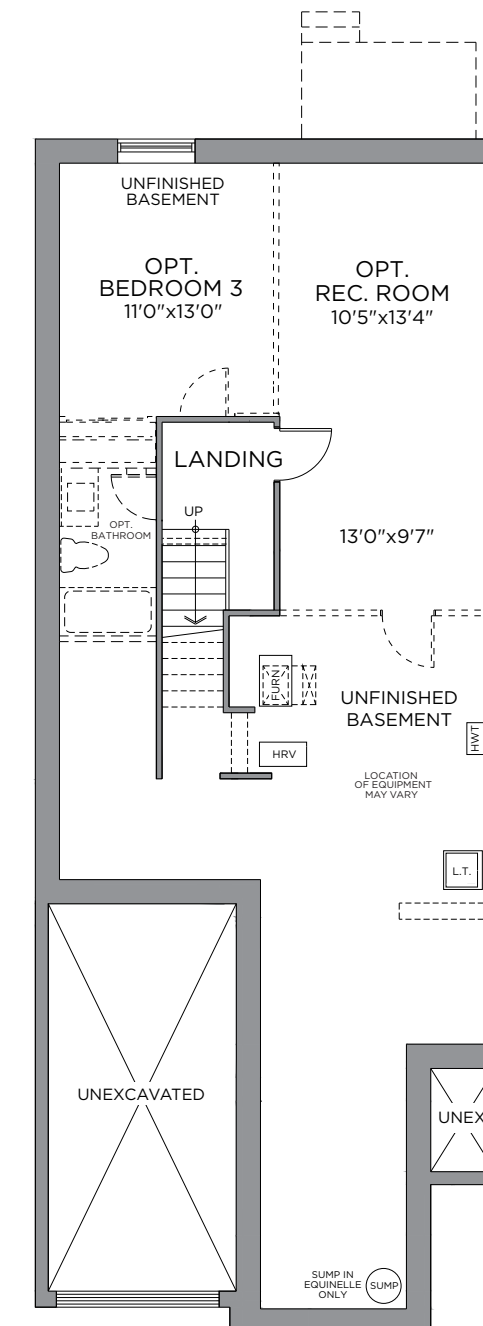 UNFINISHED
BASEMENT
OPT.
BEDROOM 3
11'0"x13'0"
OPT.
REC. ROOM
10'5"x13'4"
LANDING
UP
OPT.
BATHROOM
13'0"x9'7"
FURN
UNFINISHED
BASEMENT
HWT
HRV
LOCATION
OF EQUIPMENT
MAY VARY
L.T.
UNEXCAVATED
UNEX
SUMP IN
EQUINELLE
ONLY
SUMP